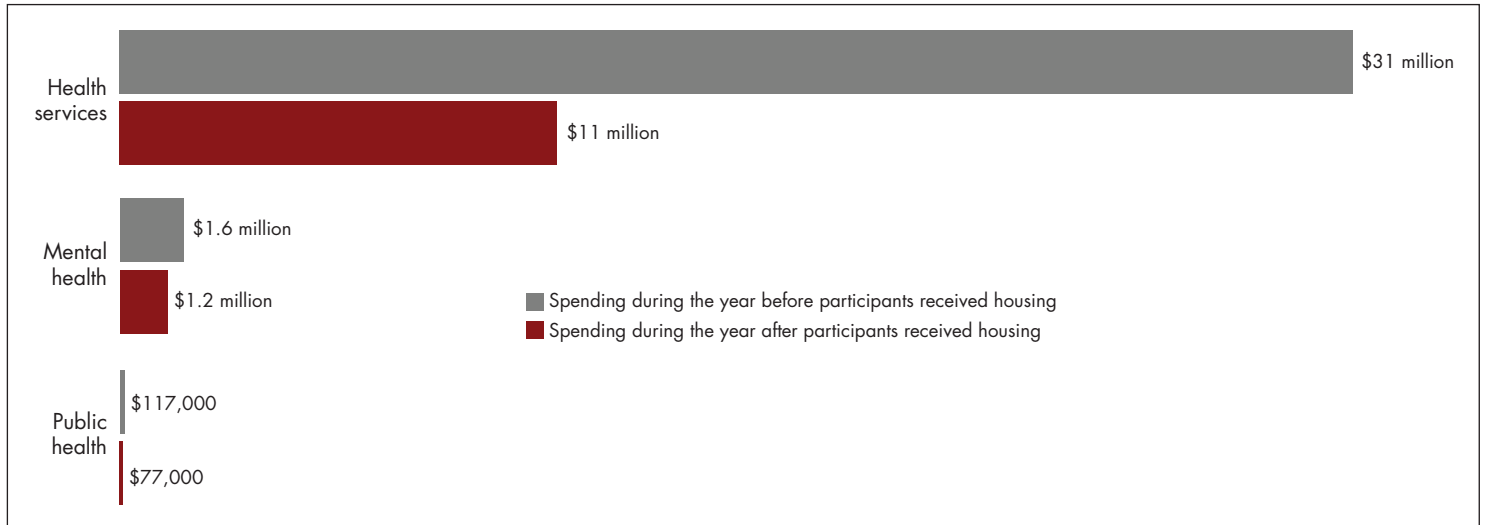 Health
services
$31 million
$11 million
Mental
health
$1.6 million
$1.2 million
Spending during the year before participants received housing
Spending during the year after participants received housing
Public
health
$117,000
$77,000